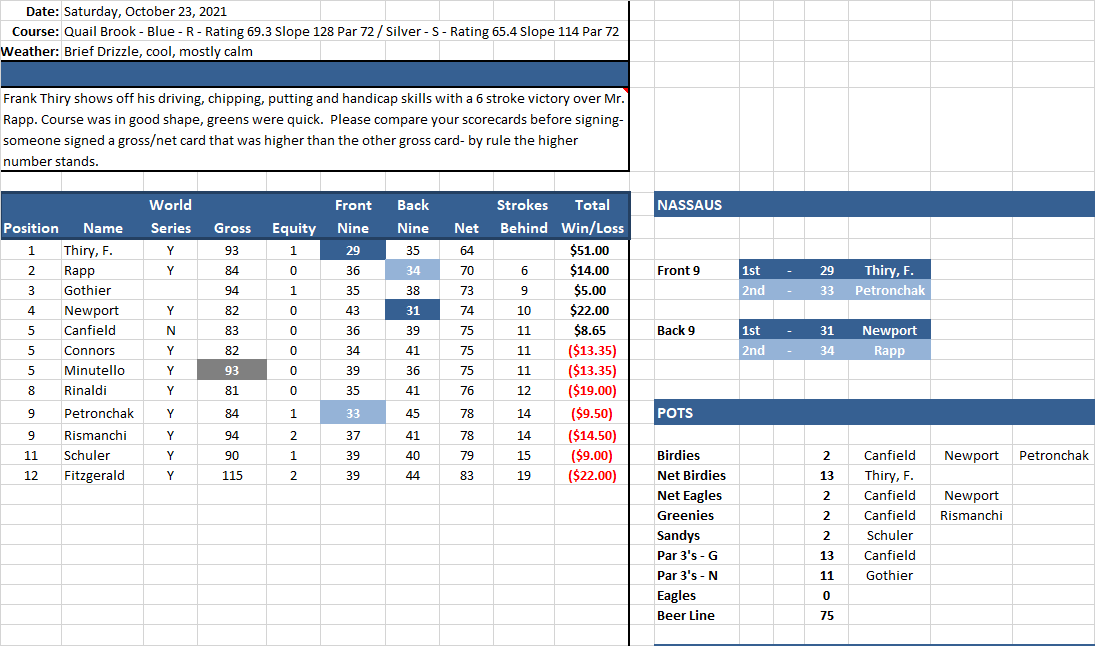 Date: Saturday, October 23, 2021
Course: Quail Brook - Blue - R - Rating 69.3 Slope 128 Par 72 / Silver - S - Rating 65.4 Slope 114 Par 72
Weather: Brief Drizzle, cool, mostly calm
Frank Thiry shows off his driving, chipping, putting and handicap skills with a 6 stroke victory over Mr.
Rapp. Course was in good shape, greens were quick.  Please compare your scorecards before signing-
someone signed a gross/net card that was higher than the other gross card- by rule the higher
number stands.
Position Name World Series Gross Equity Front Nine Back Nine Net Strokes Behind Total Win/Loss
1 Thiry, F. Y 93 1 29 35 64 $51.00
2 Rapp Y 84 0 36 34 70 6 $14.00
3 Gothier 94 1 35 38 73 9 $5.00
4 Newport Y 82 0 43 31 74 10 $22.00
5 Canfield N 83 0 36 39 75 11 $8.65
5 Connors Y 82 0 34 41 75 11 ($13.35)
5 Minutello Y 93 0 39 36 75 11 ($13.35)
8 Rinaldi Y 81 0 35 41 76 12 ($19.00)
9 Petronchak Y 84 1 33 45 78 14 ($9.50)
9 Rismanchi Y 94 2 37 41 78 14 ($14.50)
11 Schuler Y 90 1 39 40 79 15 ($9.00)
12 Fitzgerald Y 115 2 39 44 83 19 ($22.00)
NASSAUS
Front 9 1st - 29 Thiry, F.
2nd - 33 Petronchak
Back 9 1st - 31 Newport
2nd - 34 Rapp
POTS
Birdies 2 Canfield Newport Petronchak
Net Birdies 13 Thiry, F.
Net Eagles 2 Canfield Newport
Greenies 2 Canfield Rismanchi
Sandys 2 Schuler
Par 3's - G 13 Canfield
Par 3's - N 11 Gothier
Eagles 0
Beer Line 75